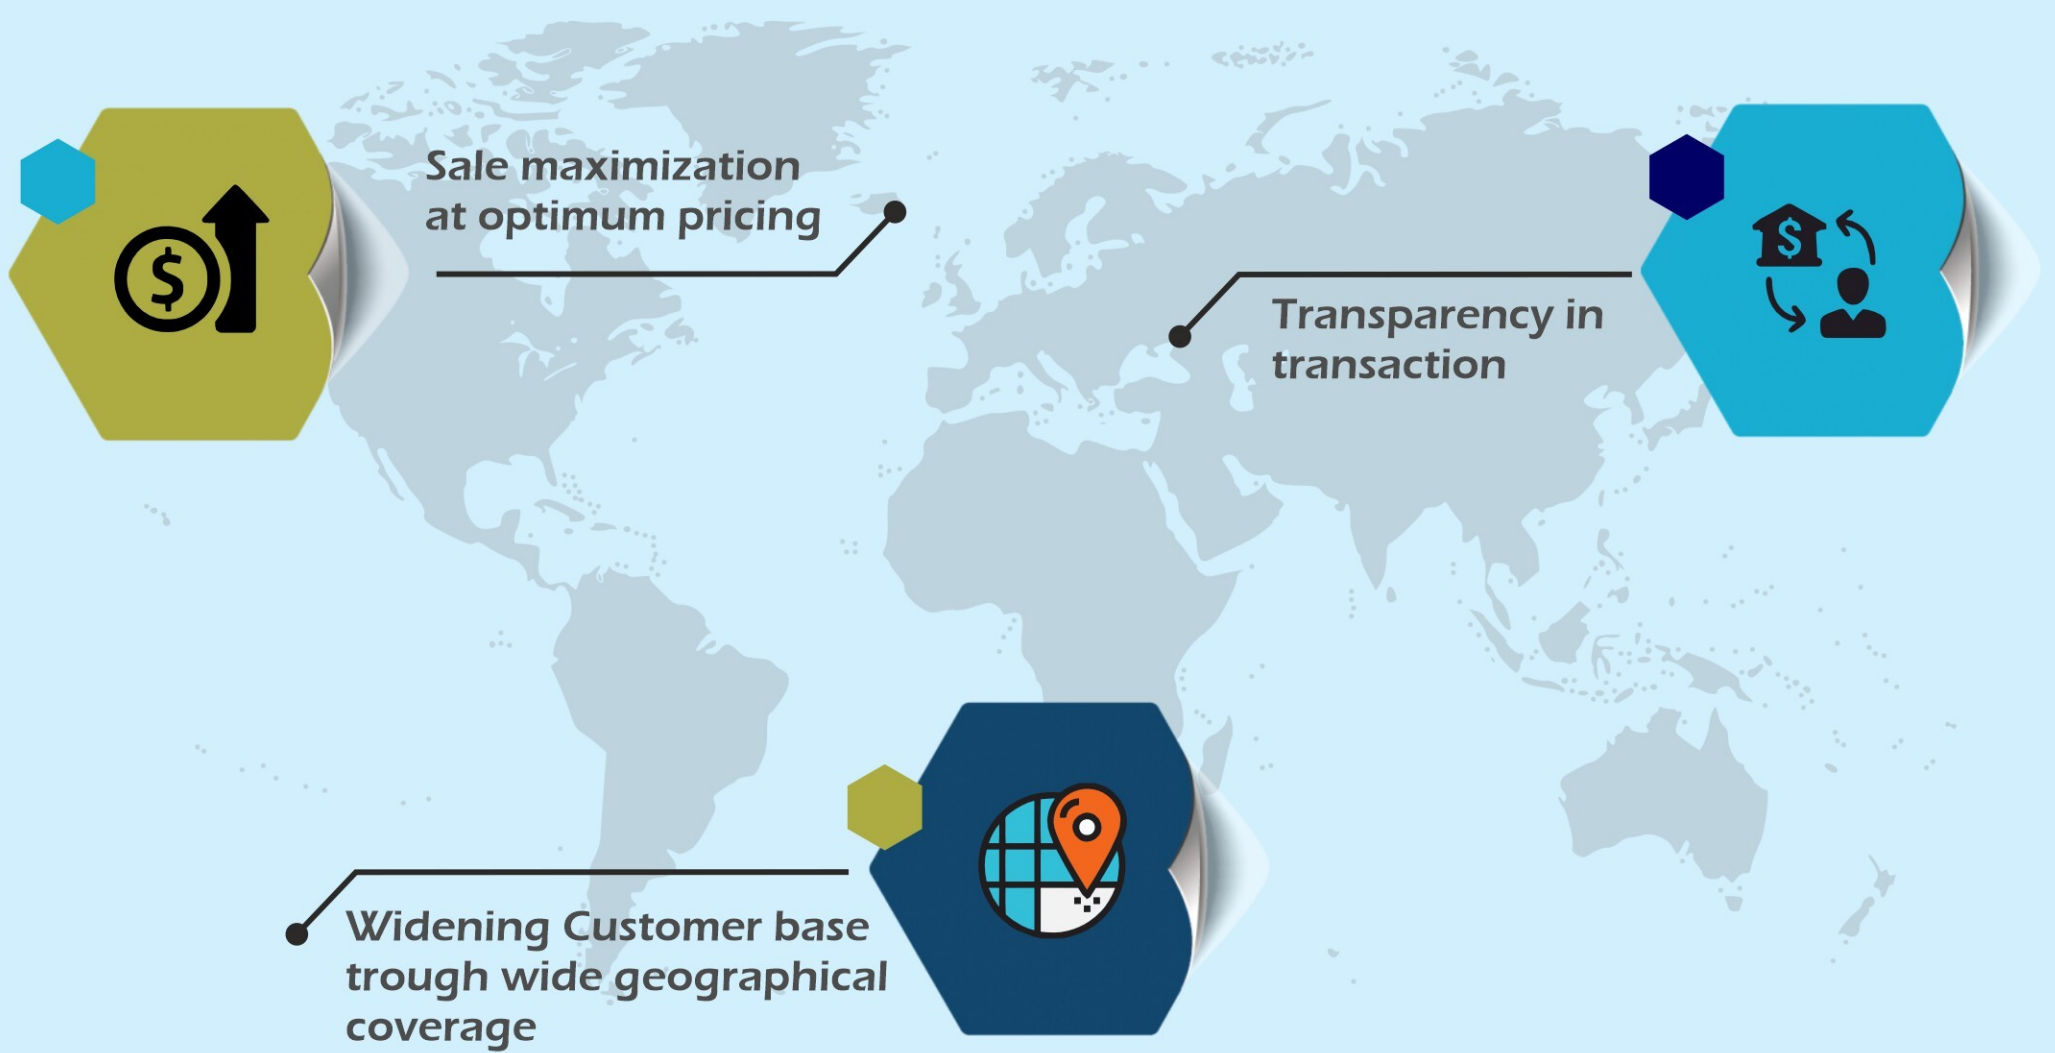 Sale maximization
at optimum pricing
Transparency in
transaction
Widening Customer base
trough wide geographical
coverage